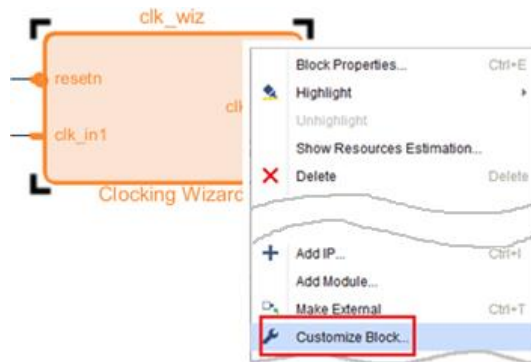 clk_wiz
resetn
clk_in1
Clocking Wizard
Block Properties... Ctrl+E
Highlight
Unhighlight
Show Resources Estimation...
Delete Delete
Add IP... Ctrl+I
Add Module...
Make External Ctrl+T
Customize Block...